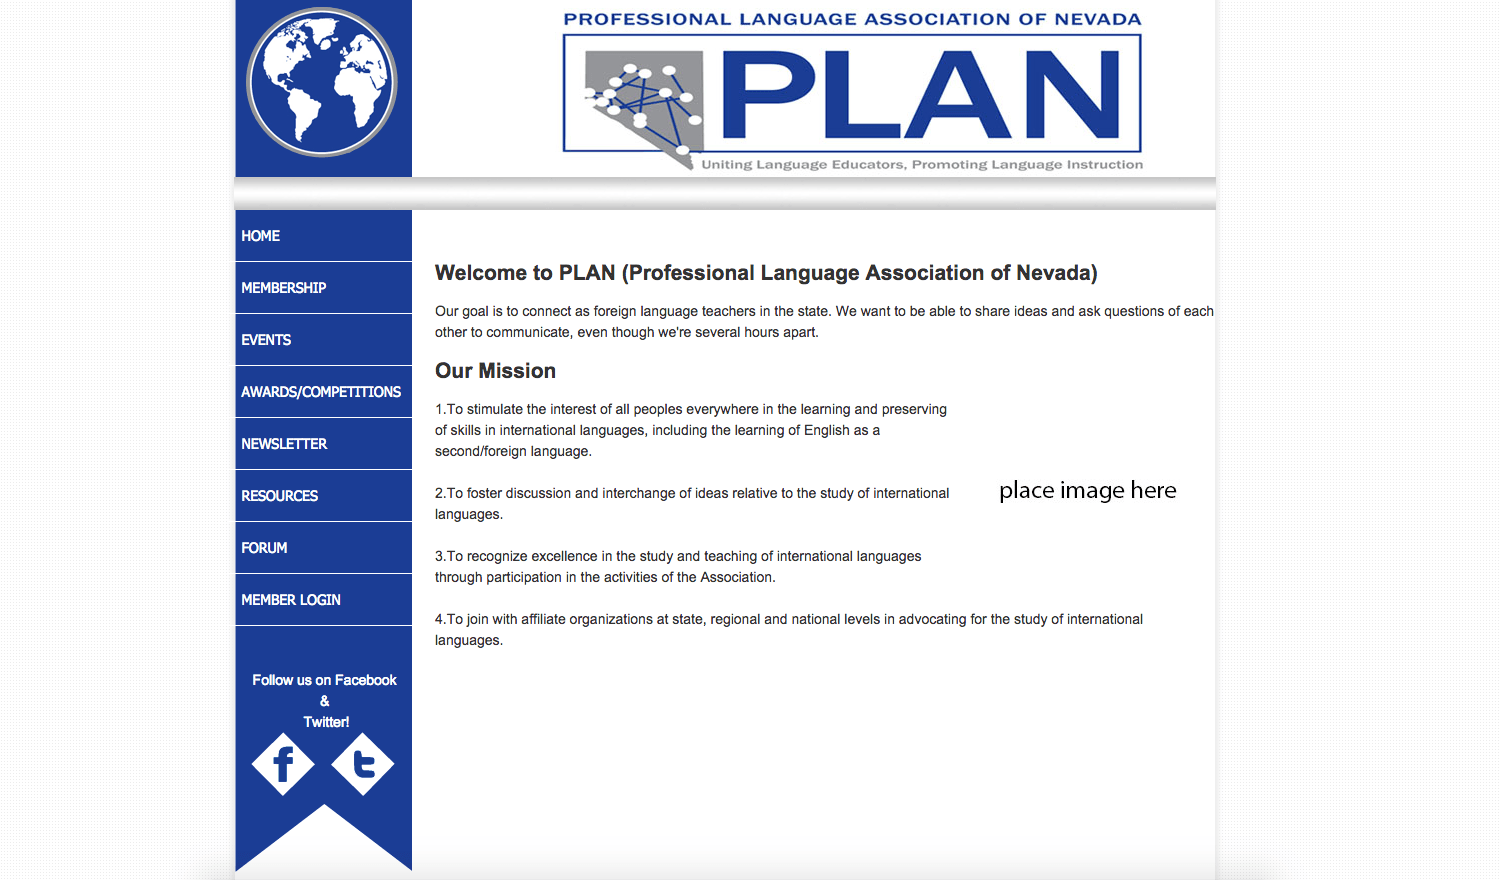 PROFESSIONAL LANGUAGE ASSOCIATION OF NEVADA
PLAN
Uniting Language Educators, Promoting Language Instruction
HOME
MEMBERSHIP
EVENTS
AWARDS/COMPETITIONS
NEWSLETTER
RESOURCES
FORUM
MEMBER LOGIN
Follow us on Facebook
&
Twitter!
f
t
Welcome to PLAN (Professional Language Association of Nevada)
Our goal is to connect as foreign language teachers in the state. We want to be able to share ideas and ask questions of each
other to communicate, even though we're several hours apart.
Our Mission
1.To stimulate the interest of all peoples everywhere in the learning and preserving
of skills in international languages, including the learning of English as a
second/foreign language.
2.To foster discussion and interchange of ideas relative to the study of international
languages.
place image here
3.To recognize excellence in the study and teaching of international languages
through participation in the activities of the Association.
4.To join with affiliate organizations at state, regional and national levels in advocating for the study of international
languages.